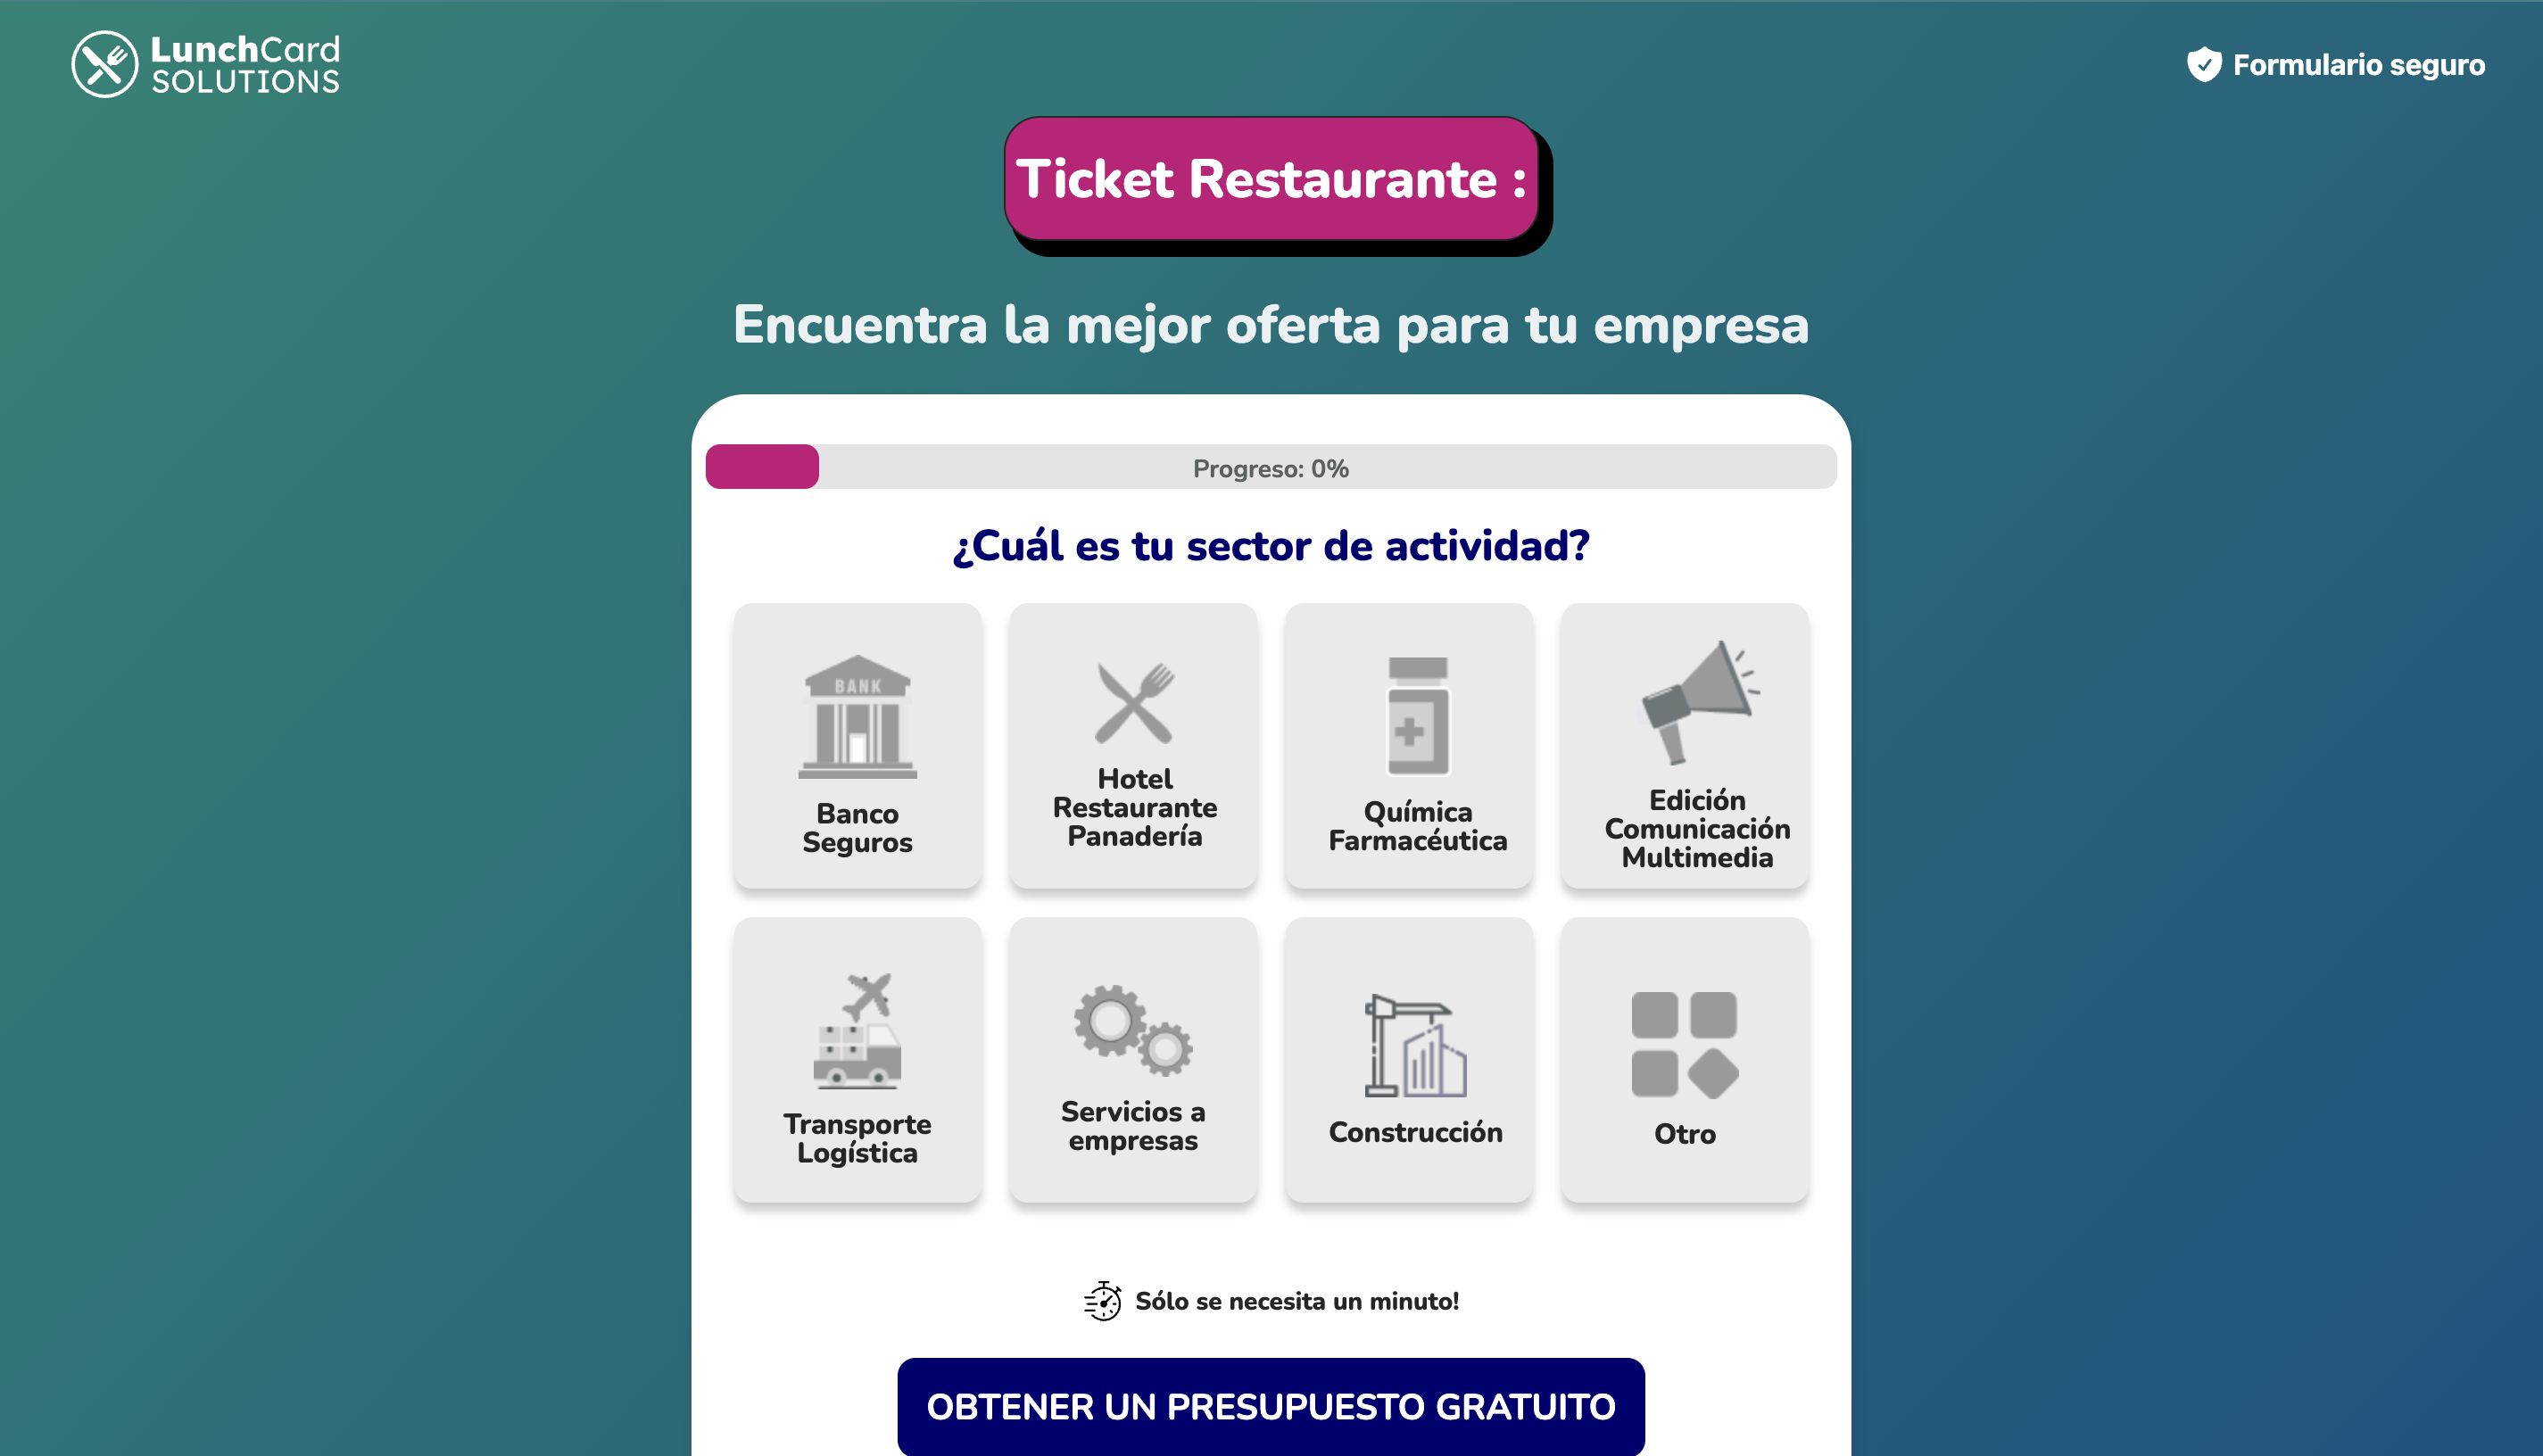 LunchCard
SOLUTIONS
Formulario seguro
Ticket Restaurante :
Encuentra la mejor oferta para tu empresa
Progreso: 0%
¿Cuál es tu sector de actividad?
BANK
Banco
Seguros
Hotel
Restaurante
Panadería
Química
Farmacéutica
Edición
Comunicación
Multimedia
Transporte
Logística
Servicios a
empresas
Construcción
Otro
Sólo se necesita un minuto!
OBTENER UN PRESUPUESTO GRATUITO